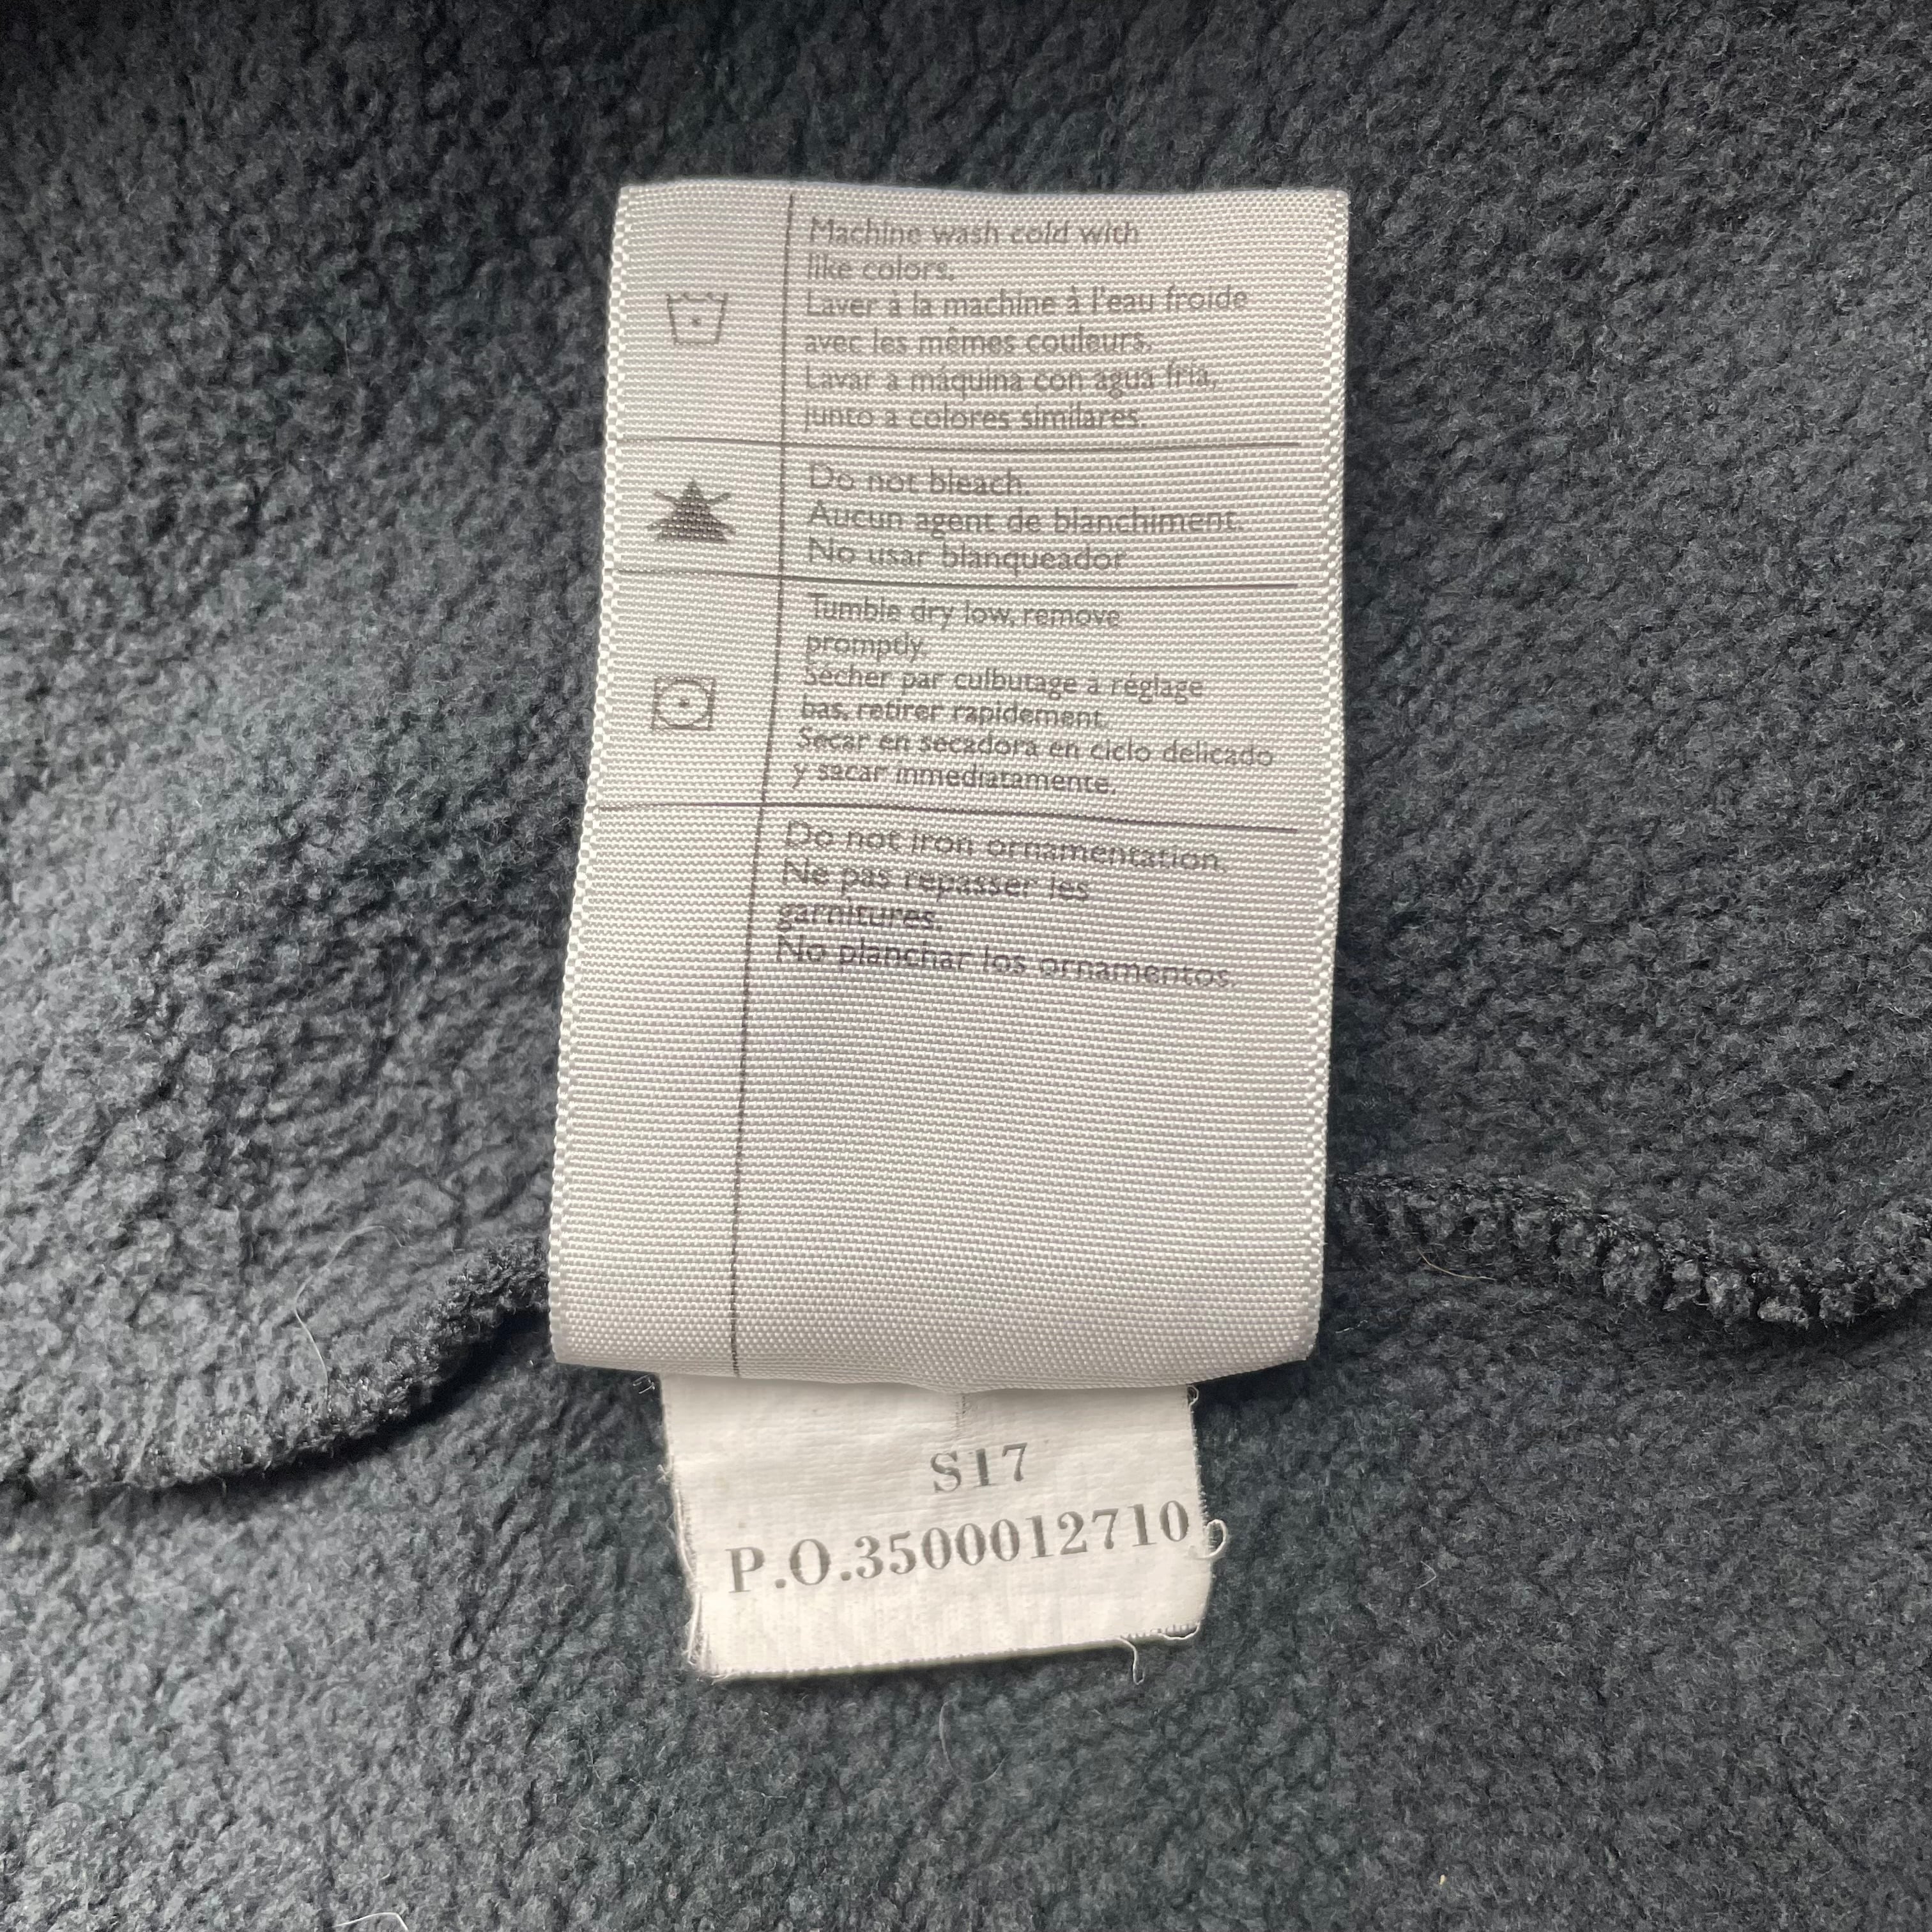 Machine wash cold with
like colors.
Laver à la machine à l'eau froide
avec les mêmes couleurs.
Lavar a máquina con agua fria,
junto a colores similares.
Do not bleach.
Aucun agent de blanchiment.
No usar blanqueador
Tumble dry low, remove
promptly.
Sécher par culbutage à réglage
bas, retirer rapidement.
Secar en secadora en ciclo delicado
y sacar inmediatamente.
Do not iron ornamentation.
Ne pas repasser les
garnitures.
No planchar los ornamentos.
S17
P.O.3500012710